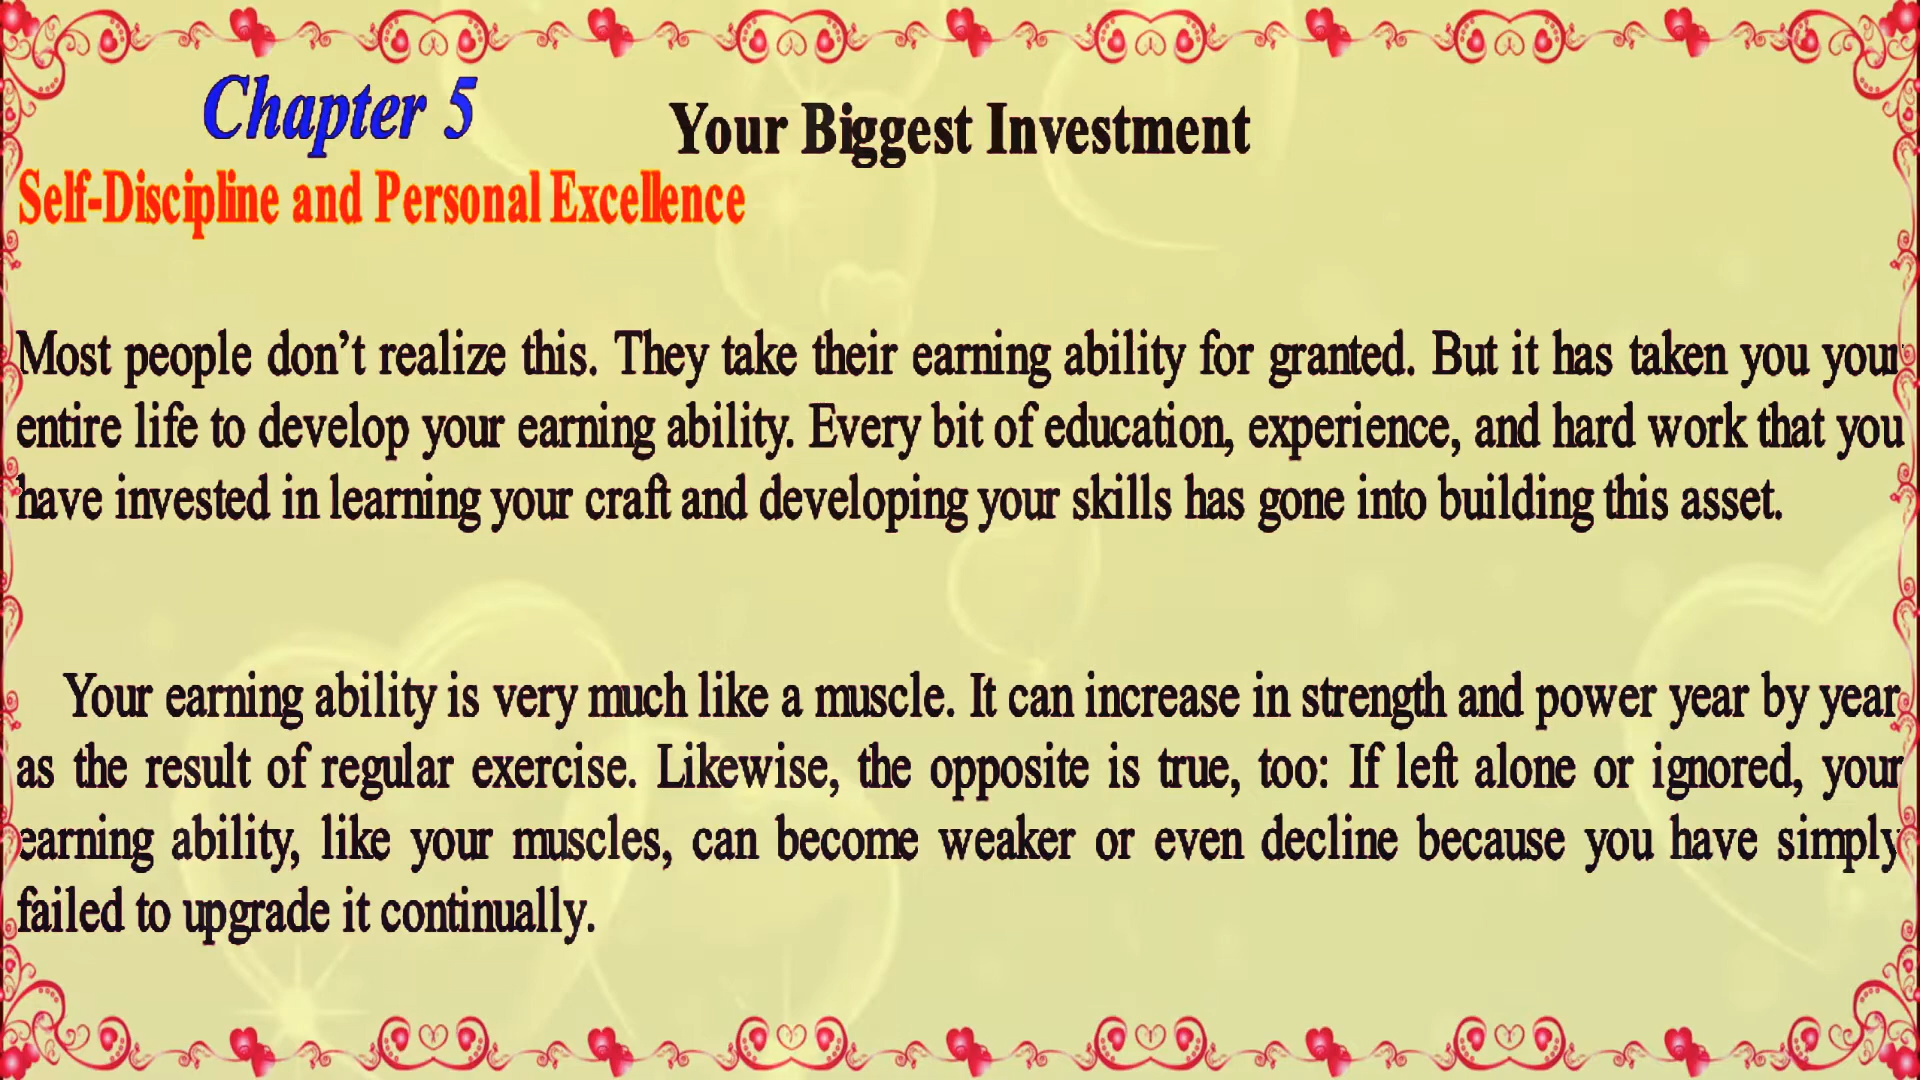 Chapter 5
Your Biggest Investment
Self-Discipline and Personal Excellence
Most people don’t realize this. They take their earning ability for granted. But it has taken you your
entire life to develop your earning ability. Every bit of education, experience, and hard work that you
have invested in learning your craft and developing your skills has gone into building this asset.
Your earning ability is very much like a muscle. It can increase in strength and power year by year
as the result of regular exercise. Likewise, the opposite is true, too: If left alone or ignored, your
earning ability, like your muscles, can become weaker or even decline because you have simply
failed to upgrade it continually.